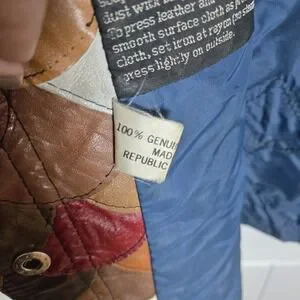 dust with
To press leather and
smooth surface cloth as
cloth, set iron at rayon
press lightly on outside.
100% GENUI
MAD
REPUBLIC